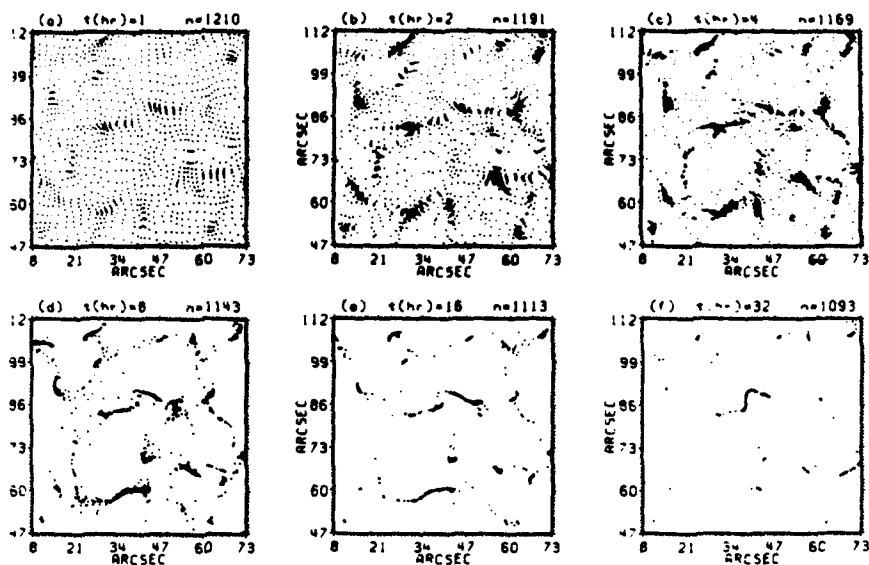 (a) t(hr)=1 n=1210
(b) t(hr)=2 n=1191
(c) t(hr)=4 n=1169
112
99
86
73
60
47
8 21 34 47 60 73
ARCSEC
ARCSEC
112
99
86
73
60
47
8 21 34 47 60 73
ARCSEC
ARCSEC
112
99
86
73
60
47
8 21 34 47 60 73
ARCSEC
(d) t(hr)=8 n=1143
(e) t(hr)=16 n=1113
(f) t(hr)=32 n=1093
112
99
86
73
60
47
8 21 34 47 60 73
ARCSEC
ARCSEC
112
99
86
73
60
47
8 21 34 47 60 73
ARCSEC
ARCSEC
112
99
86
73
60
47
8 21 34 47 60 73
ARCSEC